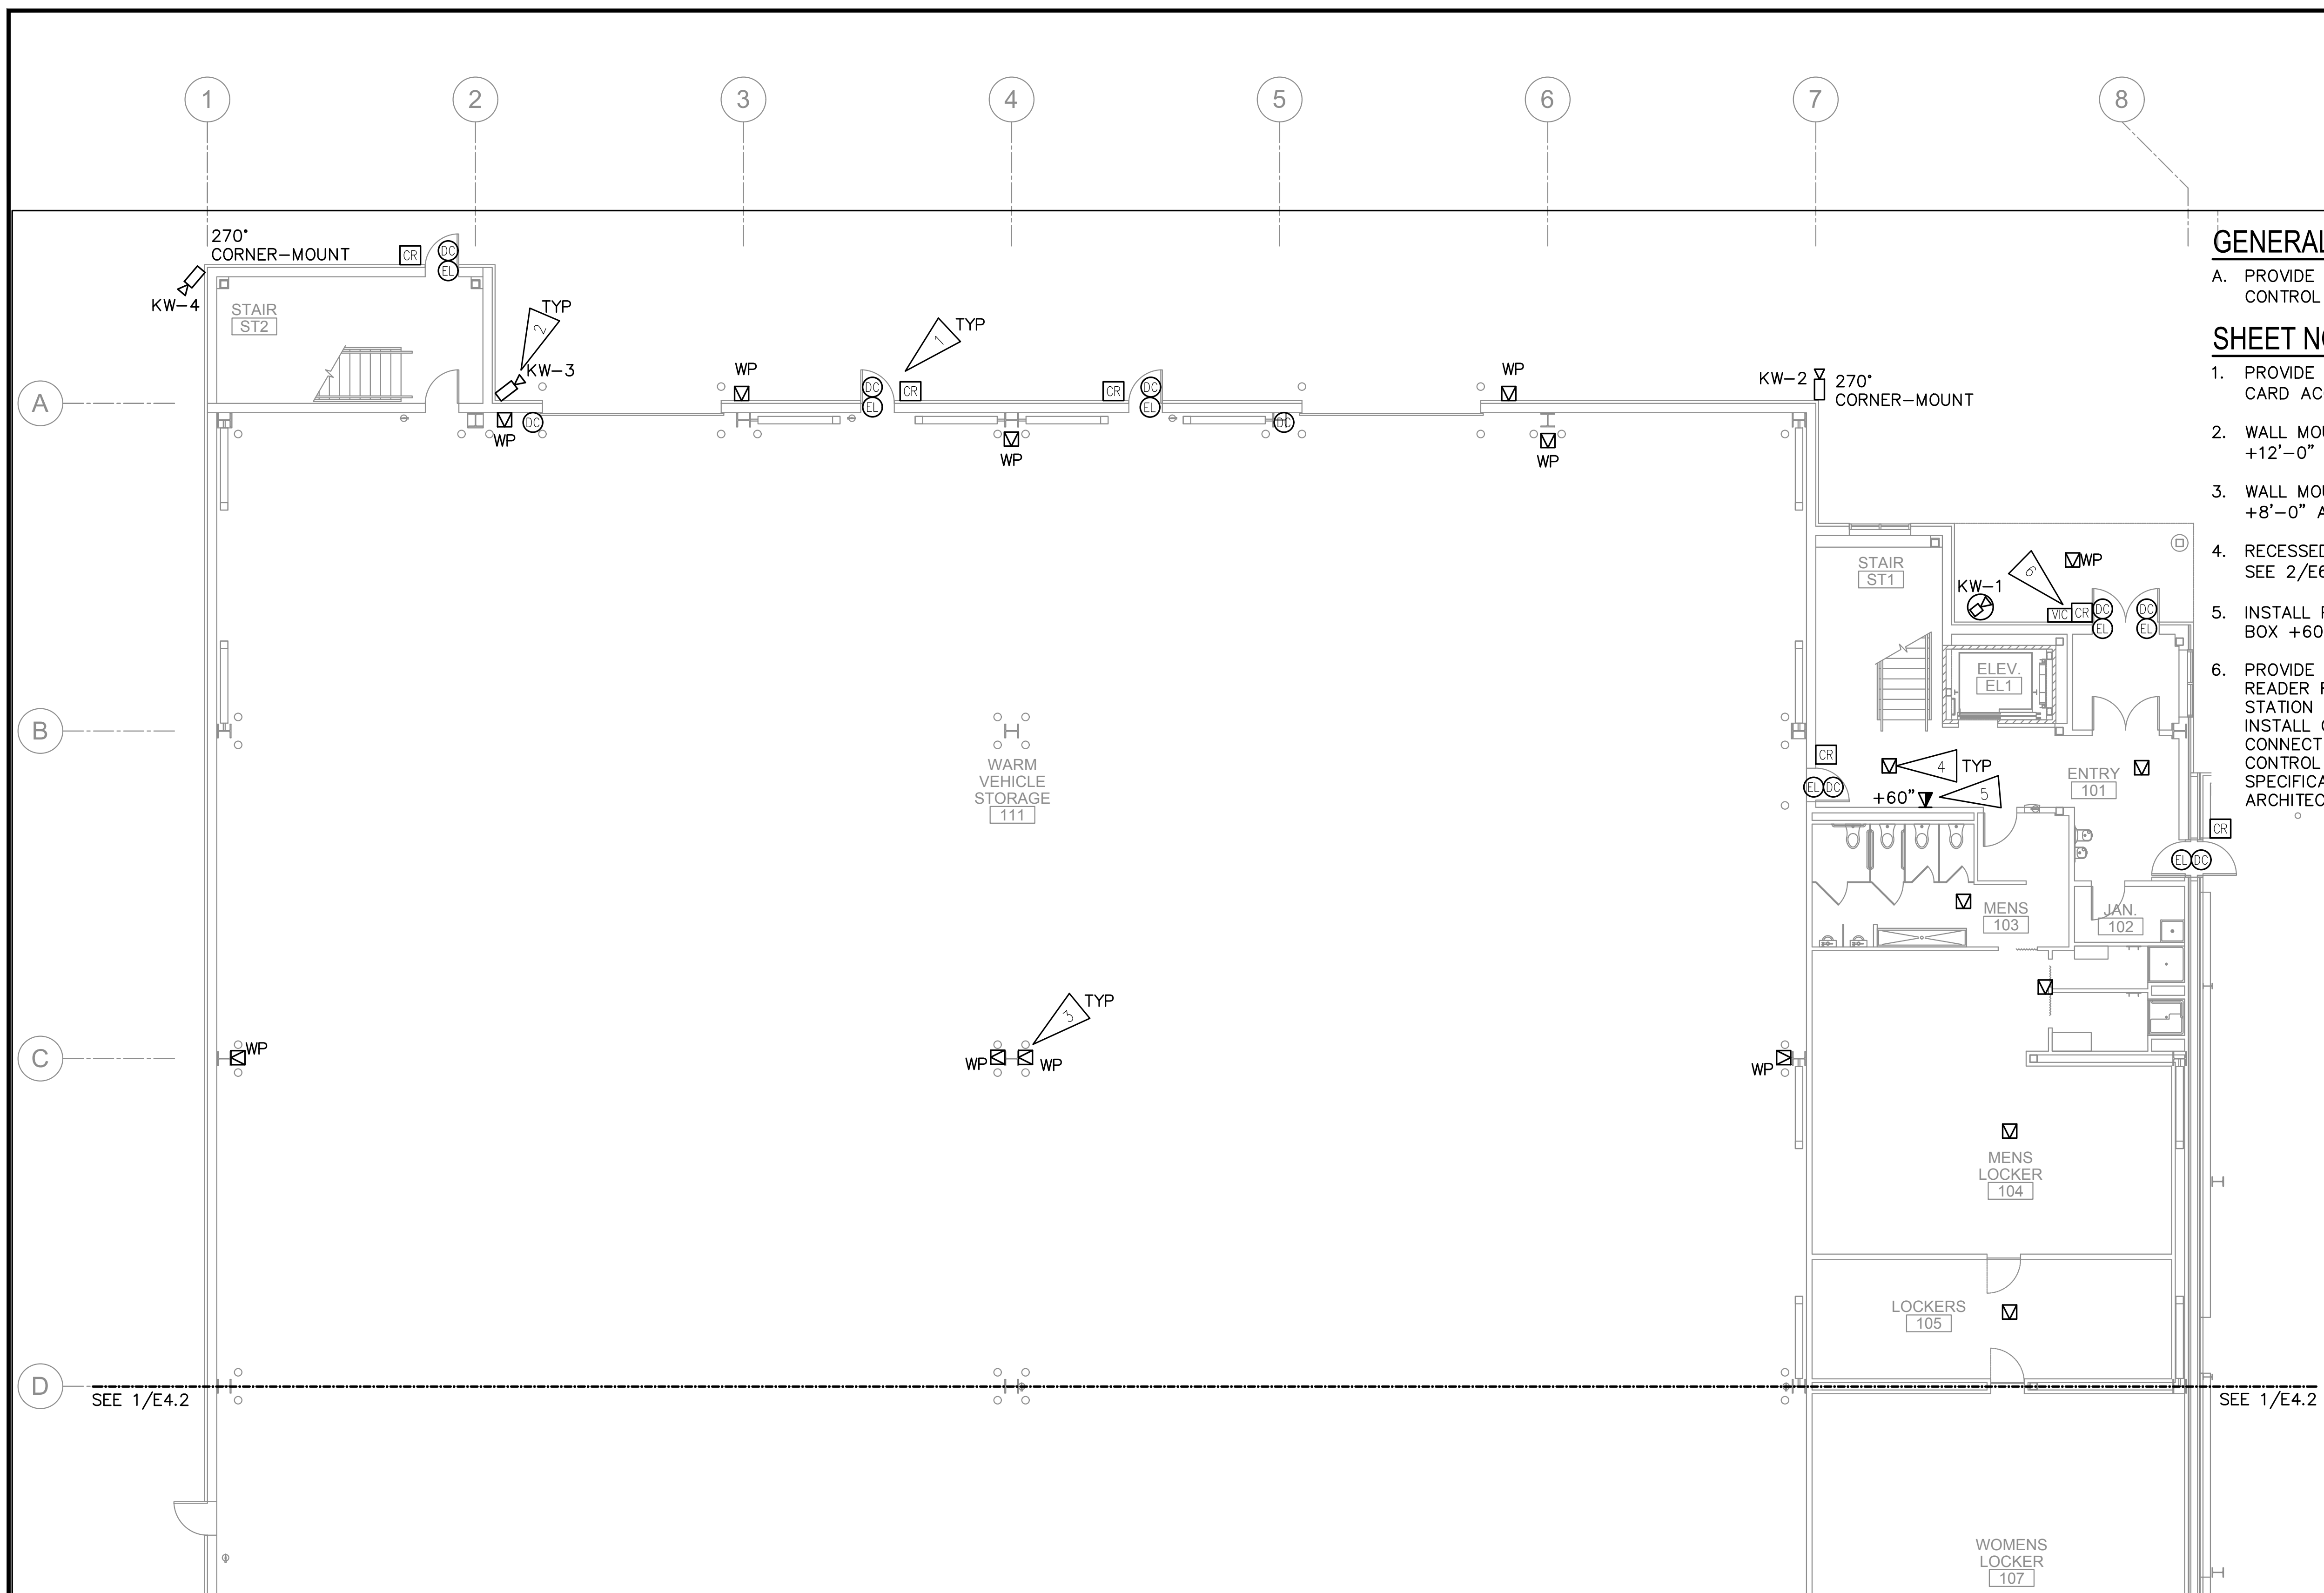 1
2
3
4
5
6
7
8
270°
CORNER-MOUNT
CR
DC
EL
KW-4
STAIR
ST2
TYP
2
KW-3
TYP
1
WP
DC
EL
CR
CR
DC
EL
WP
KW-2
270°
CORNER-MOUNT
A
WP
DC
WP
DC
WP
STAIR
ST1
WP
6
KW-1
VIC
CR
DC
EL
DC
EL
ELEV.
EL1
B
WARM
VEHICLE
STORAGE
111
CR
EL
DC
4
TYP
+60"
5
ENTRY
101
CR
EL
DC
MENS
103
JAN.
102
3
TYP
C
WP
WP
WP
WP
MENS
LOCKER
104
LOCKERS
105
D
SEE 1/E4.2
SEE 1/E4.2
WOMENS
LOCKER
107
GENERAL
A. PROVIDE
CONTROL
SHEET NO
1. PROVIDE
CARD AC
2. WALL MOU
+12'-0"
3. WALL MOU
+8'-0" A
4. RECESSED
SEE 2/E6
5. INSTALL
BOX +60
6. PROVIDE
READER
STATION
INSTALL
CONNECT
CONTROL
SPECIFICA
ARCHITEC